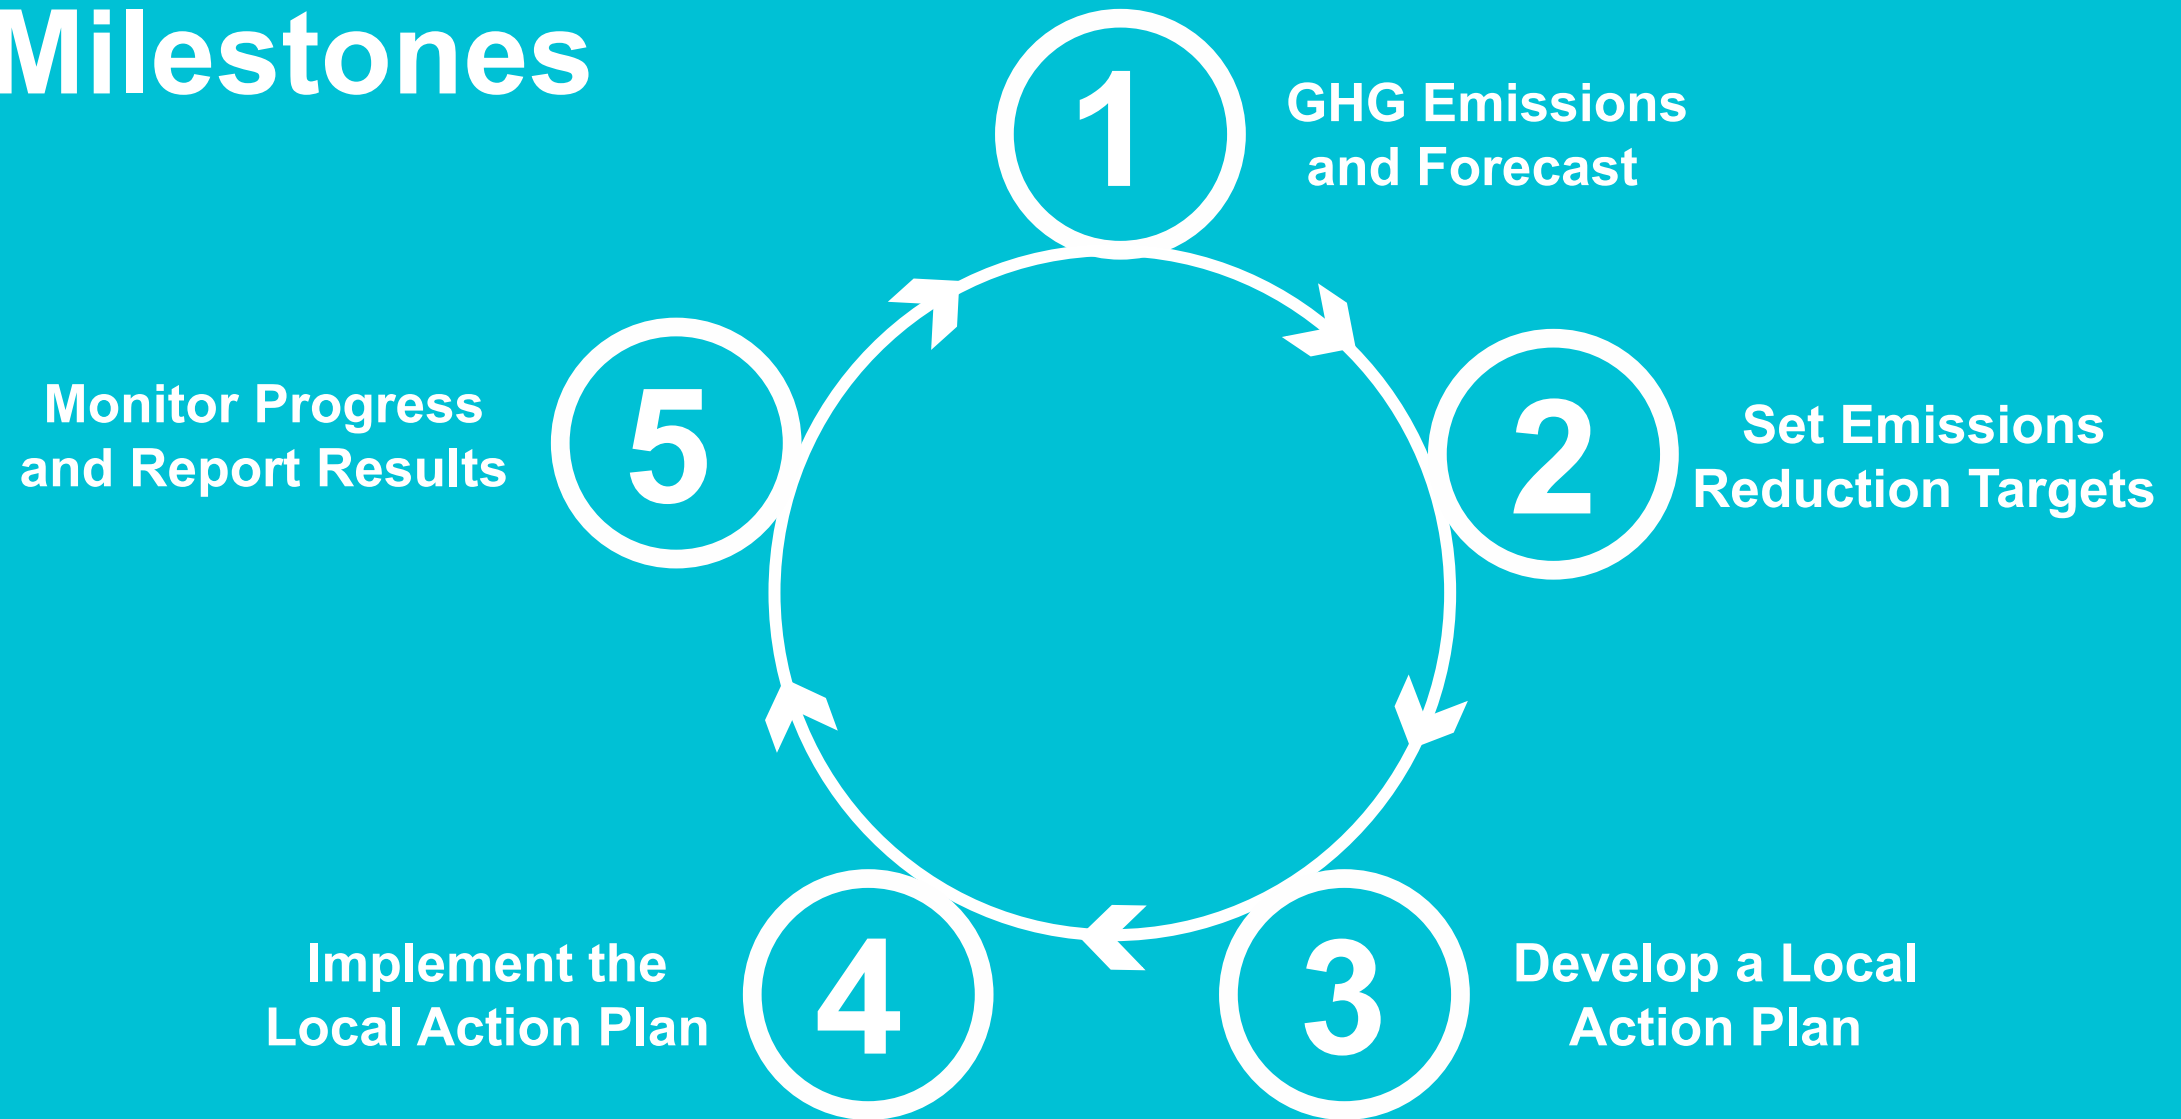 Milestones
1
GHG Emissions
and Forecast
2
Set Emissions
Reduction Targets
3
Develop a Local
Action Plan
4
Implement the
Local Action Plan
5
Monitor Progress
and Report Results